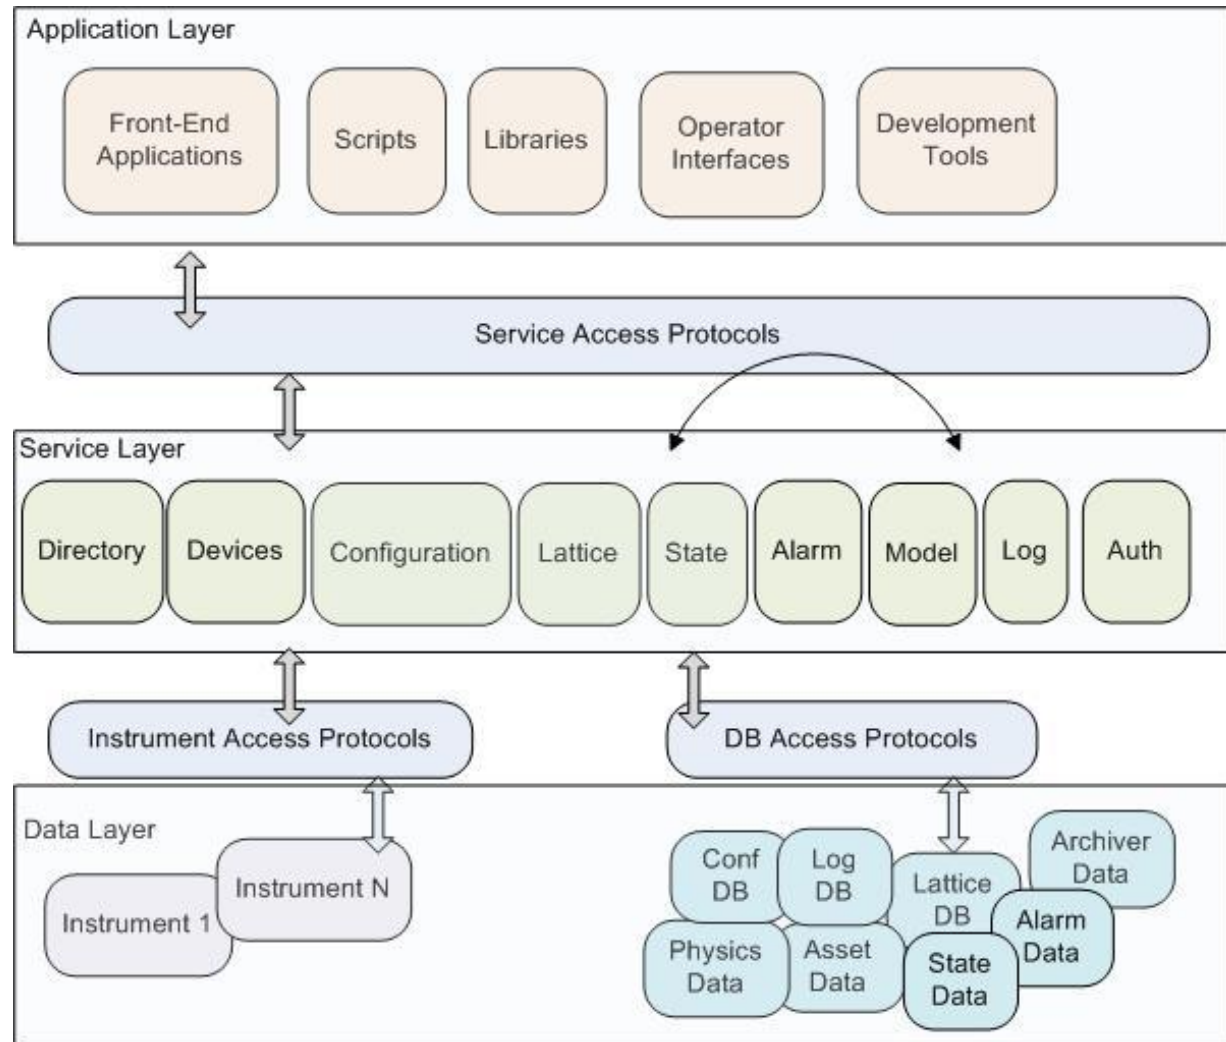 Application Layer
Front-End
Applications
Scripts
Libraries
Operator
Interfaces
Development
Tools
Service Access Protocols
Service Layer
Directory
Devices
Configuration
Lattice
State
Alarm
Model
Log
Auth
Instrument Access Protocols
DB Access Protocols
Data Layer
Instrument 1
Instrument N
Conf
DB
Log
DB
Lattice
DB
Archiver
Data
Physics
Data
Asset
Data
State
Data
Alarm
Data